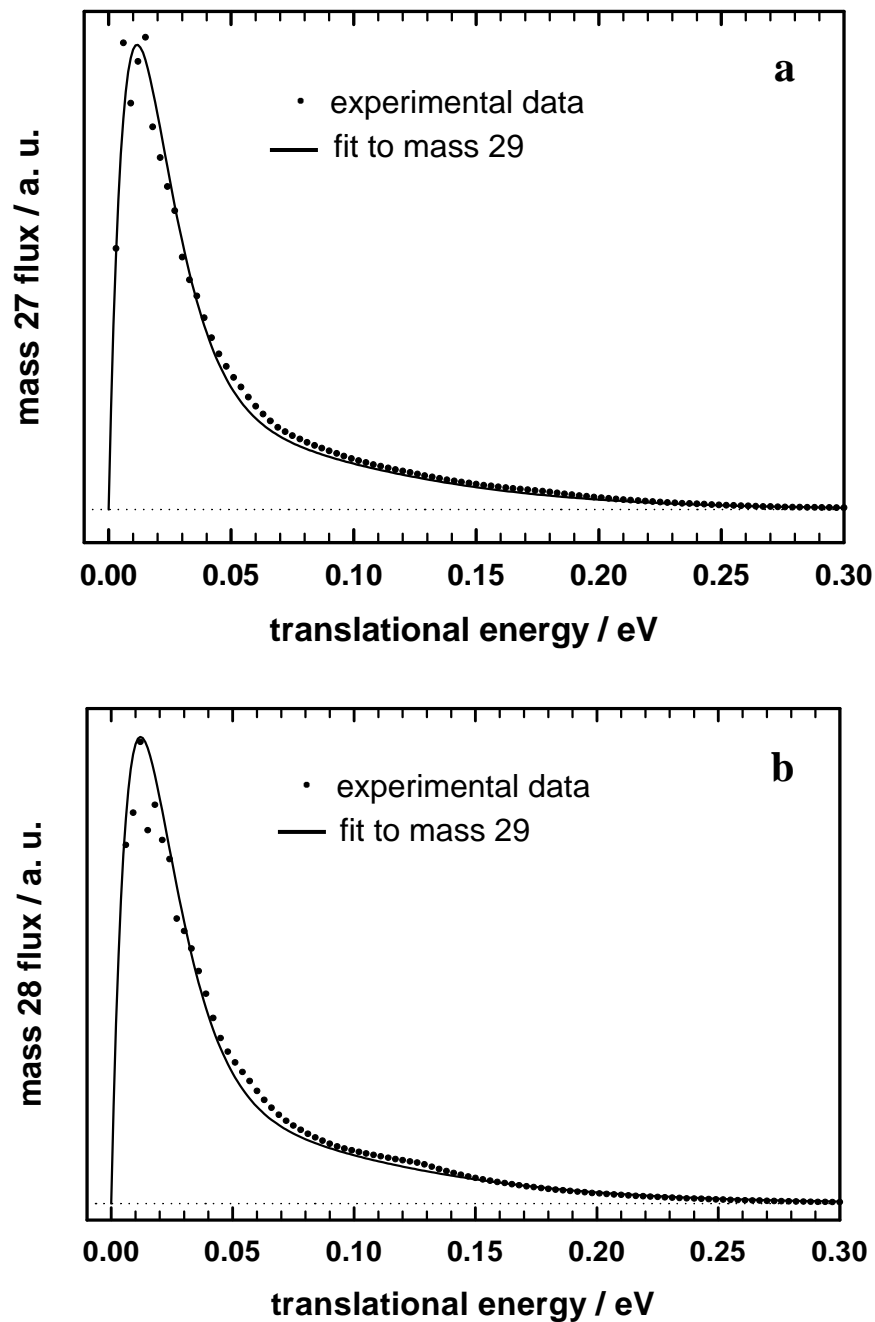 a
experimental data
fit to mass 29
mass 27 flux / a. u.
0.00 0.05 0.10 0.15 0.20 0.25 0.30
translational energy / eV
b
experimental data
fit to mass 29
mass 28 flux / a. u.
0.00 0.05 0.10 0.15 0.20 0.25 0.30
translational energy / eV